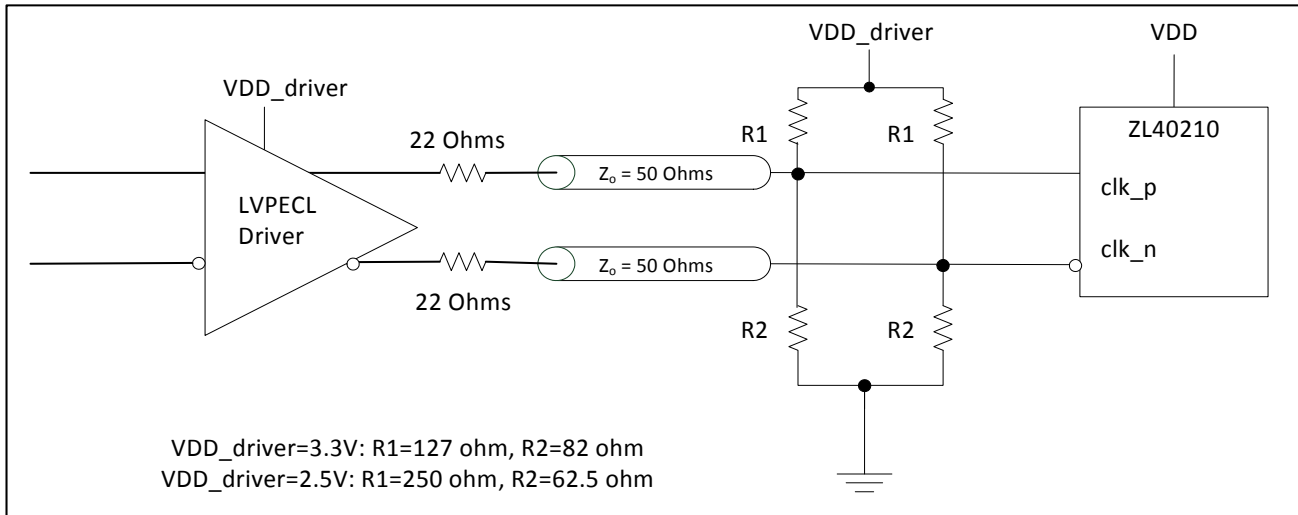 VDD_driver
VDD
VDD_driver
22 Ohms
R1
R1
ZL40210
Zo = 50 Ohms
clk_p
LVPECL
Driver
clk_n
Zo = 50 Ohms
22 Ohms
R2
R2
VDD_driver=3.3V: R1=127 ohm, R2=82 ohm
VDD_driver=2.5V: R1=250 ohm, R2=62.5 ohm